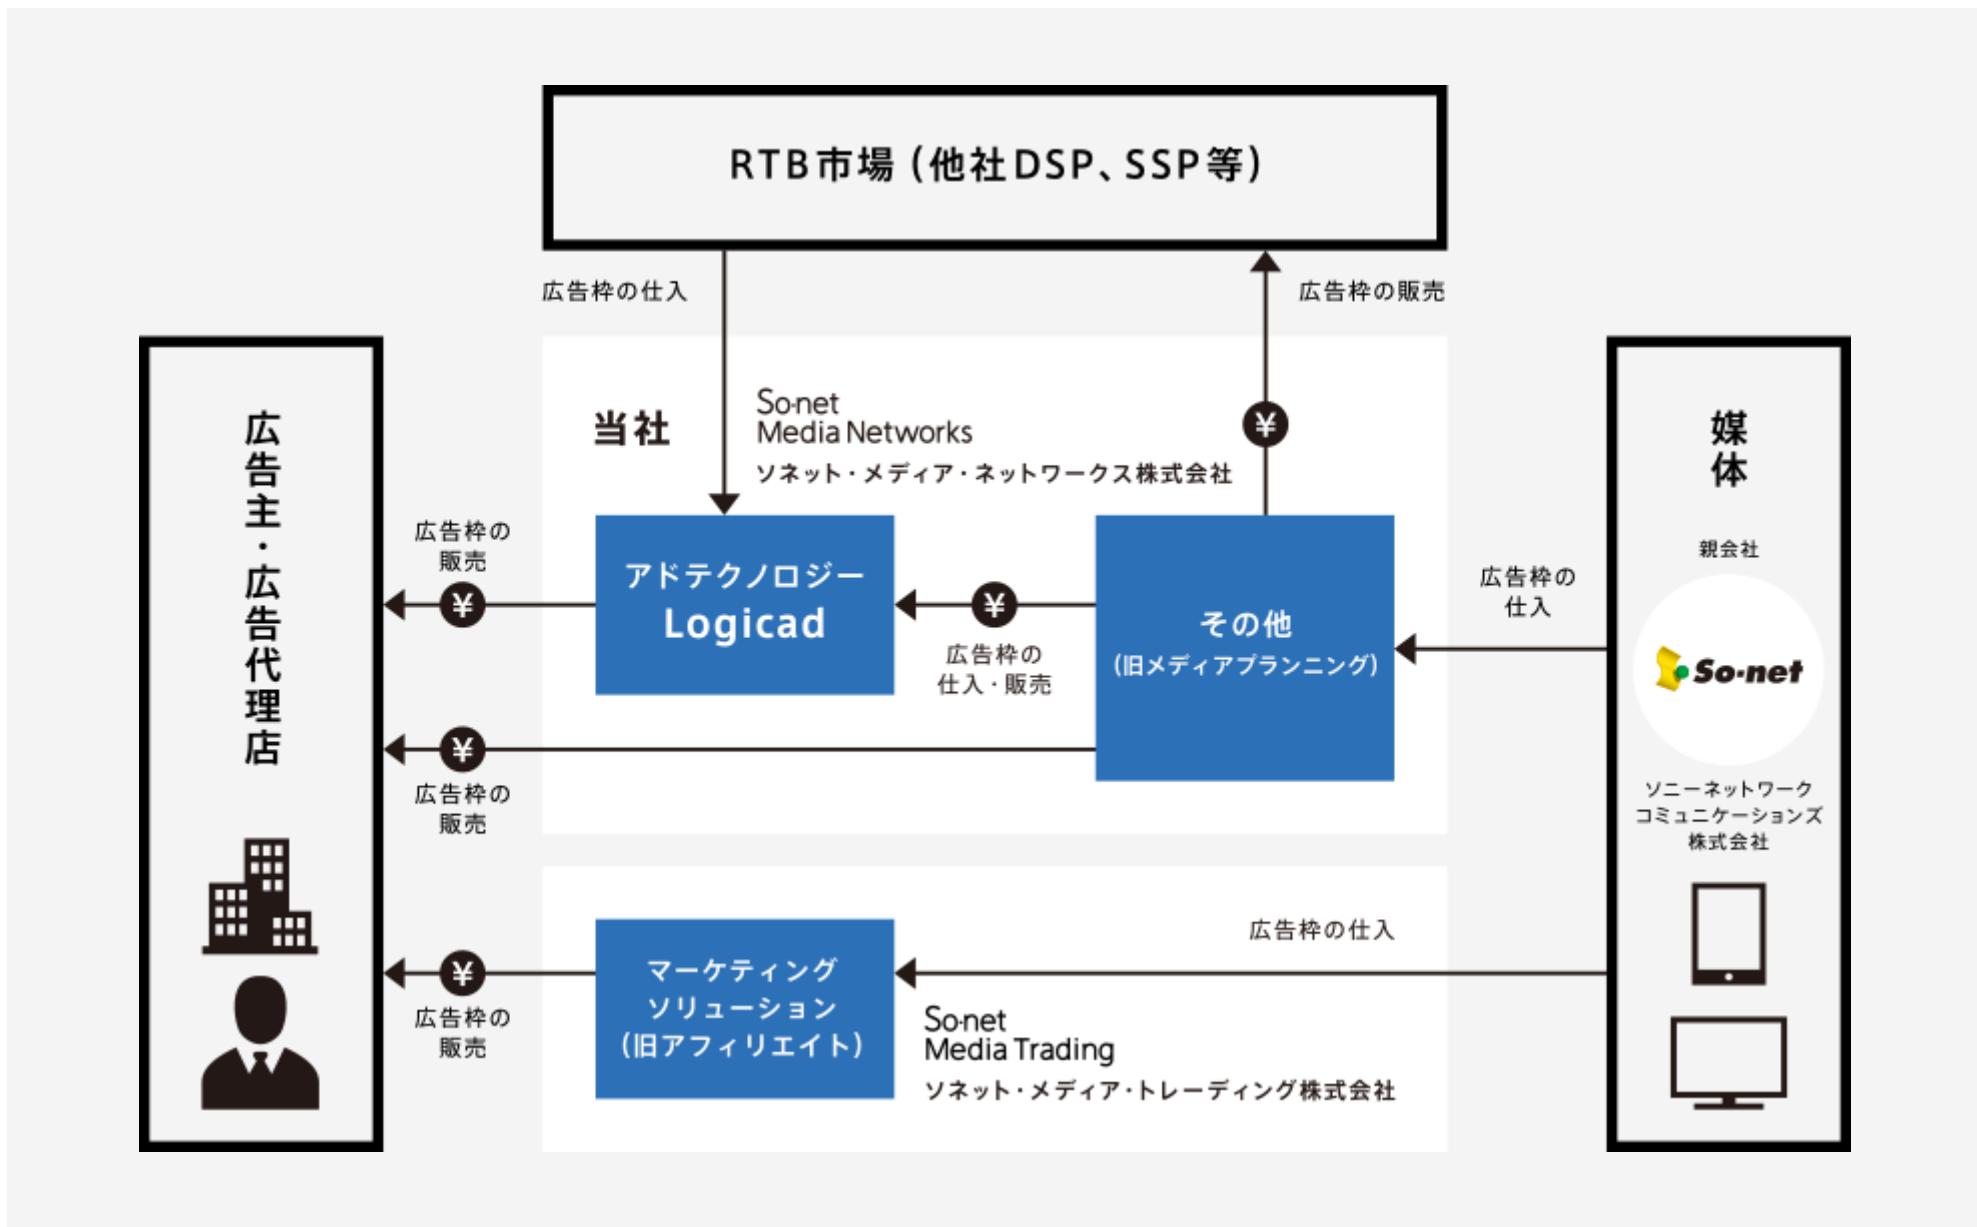 RTB市場（他社DSP、SSP等）
広告枠の仕入
広告枠の販売
広告主・広告代理店
当社
So-net
Media Networks
ソネット・メディア・ネットワークス株式会社
¥
媒体
親会社
So-net
ソニーネットワーク
コミュニケーションズ
株式会社
広告枠の
販売
¥
アドテクノロジー
Logicad
¥
広告枠の
仕入・販売
その他
（旧メディアプランニング）
広告枠の
仕入
¥
広告枠の
販売
広告枠の仕入
¥
広告枠の
販売
マーケティング
ソリューション
（旧アフィリエイト）
So-net
Media Trading
ソネット・メディア・トレーディング株式会社